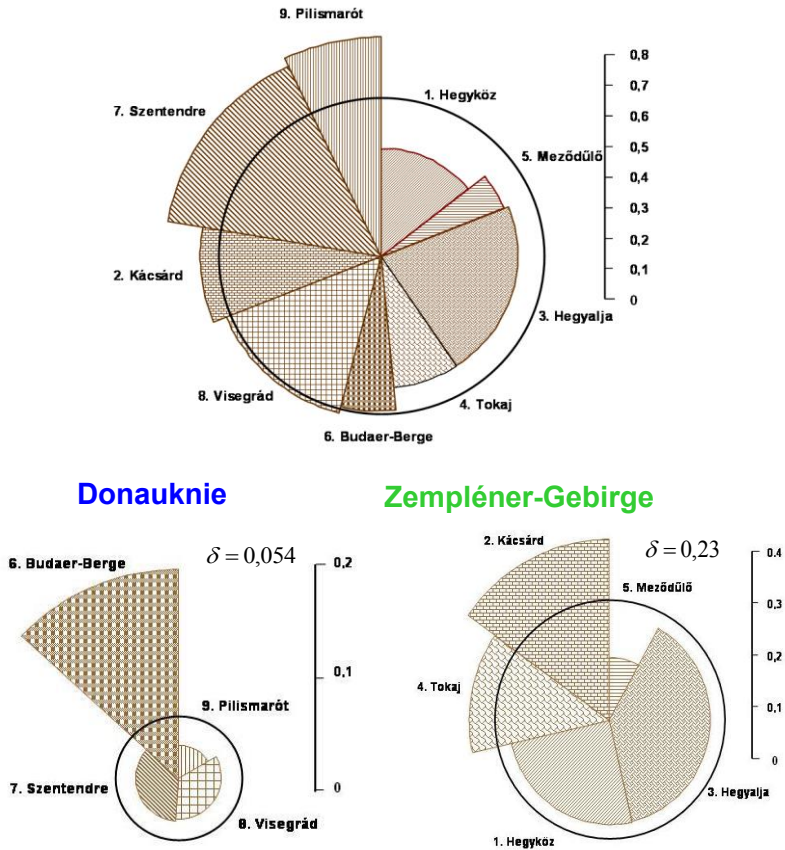 9. Pilismarót
1. Hegyköz
7. Szentendre
5. Meződűlő
2. Kácsárd
3. Hegyalja
8. Visegrád
4. Tokaj
6. Budaer-Berge
0,8
0,7
0,6
0,5
0,4
0,3
0,2
0,1
0
Donauknie
6. Budaer-Berge
δ = 0,054
9. Pilismarót
7. Szentendre
8. Visegrád
0,2
0,1
0
Zempléner-Gebirge
2. Kácsárd
δ = 0,23
5. Meződűlő
4. Tokaj
3. Hegyalja
1. Hegyköz
0.4
0,3
0,2
0,1
0